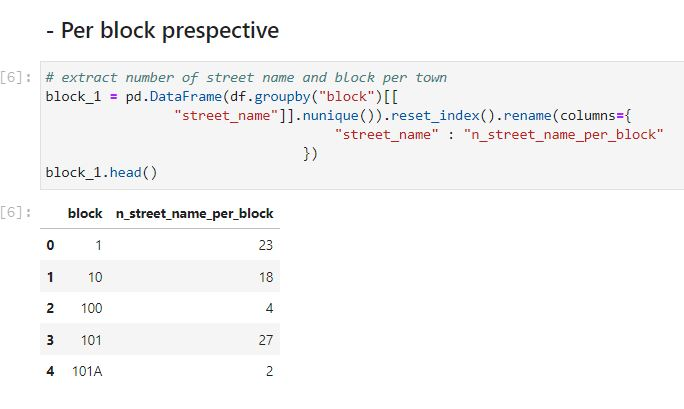 - Per block prespective
[6]: # extract number of street name and block per town
block_1 = pd.DataFrame(df.groupby("block")[[
"street_name"]].nunique()).reset_index().rename(columns={
"street_name" : "n_street_name_per_block"
})
block_1.head()
[6]:
block n_street_name_per_block
0 1 23
1 10 18
2 100 4
3 101 27
4 101A 2